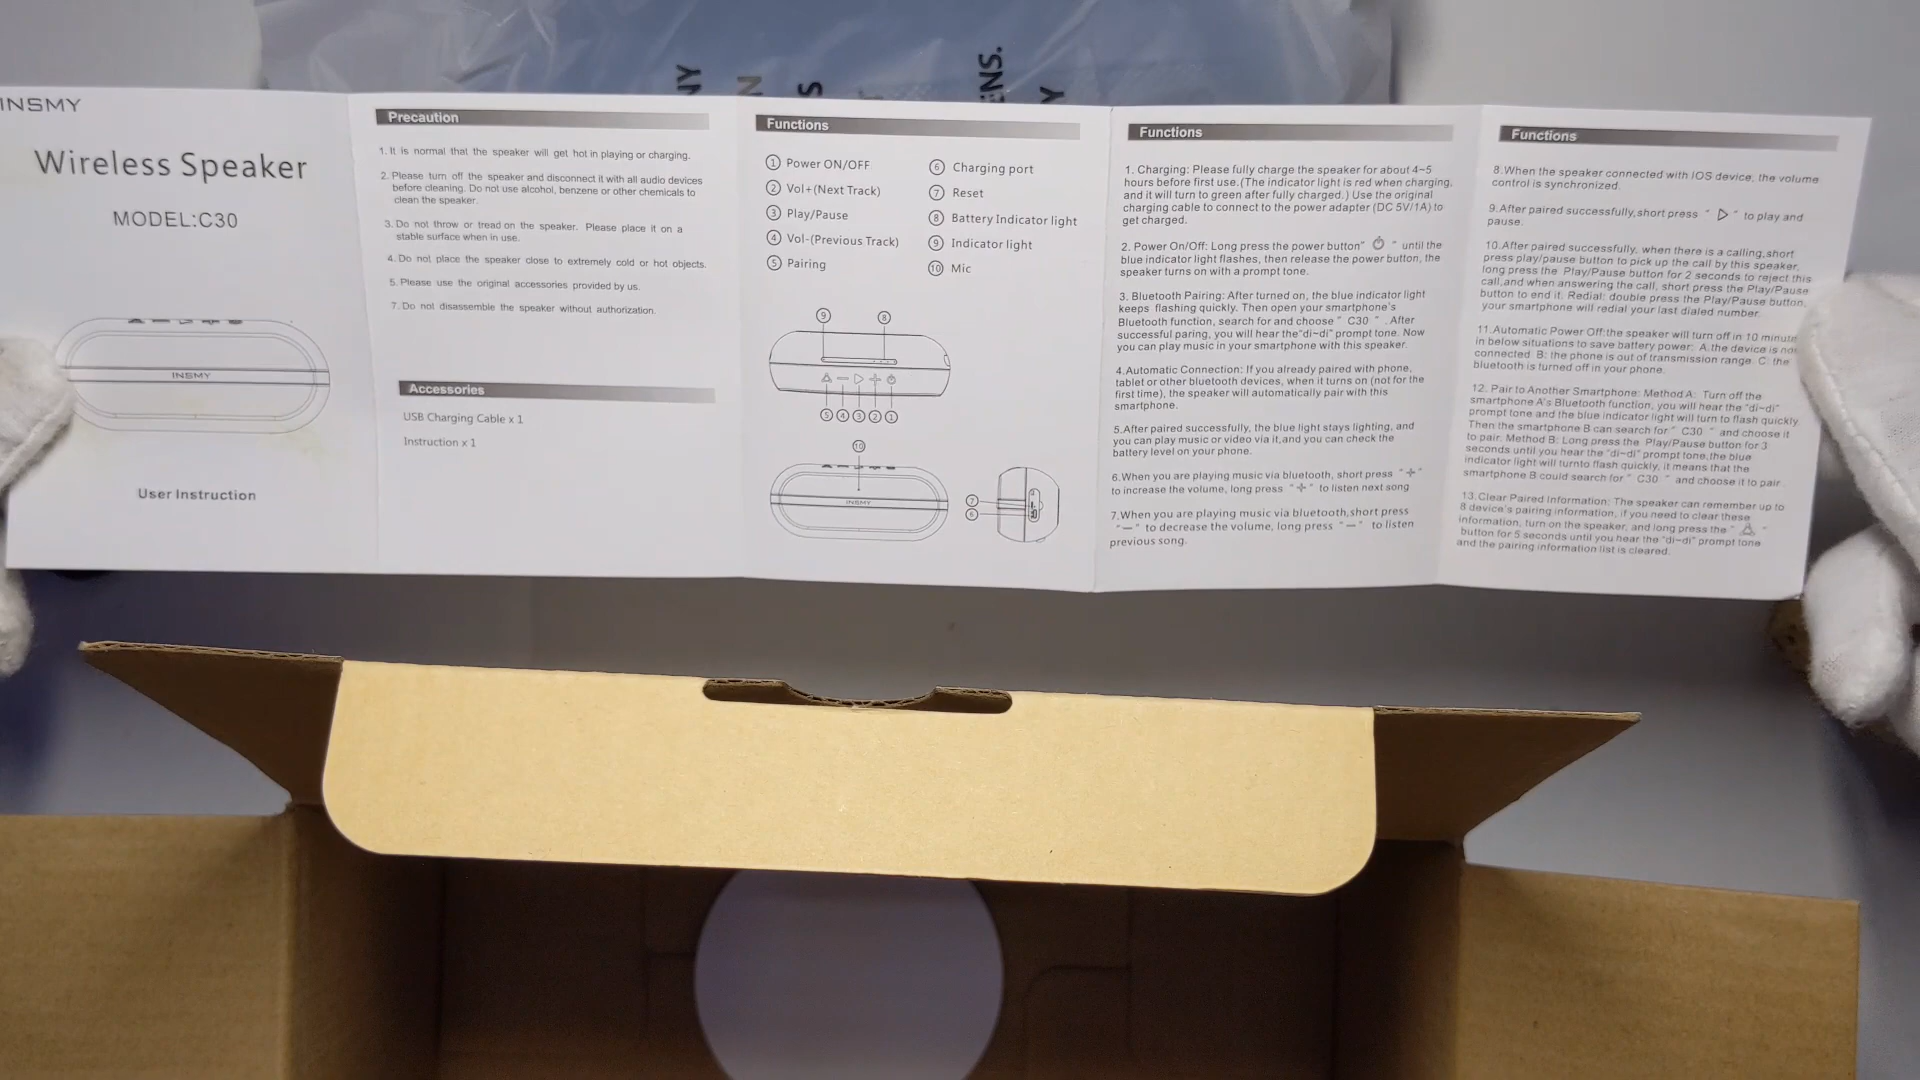 INSMY
Wireless Speaker
MODEL:C30
INSMY
User Instruction
Precaution
1. It is normal that the speaker will get hot in playing or charging.
2. Please turn off the speaker and disconnect it with all audio devices
before cleaning. Do not use alcohol, benzene or other chemicals to
clean the speaker.
3. Do not throw or tread on the speaker. Please place it on a
stable surface when in use.
4. Do not place the speaker close to extremely cold or hot objects.
5. Please use the original accessories provided by us.
7. Do not disassemble the speaker without authorization.
Accessories
USB Charging Cable x 1
Instruction x 1
Functions
① Power ON/OFF
② Vol+(Next Track)
③ Play/Pause
④ Vol-(Previous Track)
⑤ Pairing
⑥ Charging port
⑦ Reset
⑧ Battery Indicator light
⑨ Indicator light
⑩ Mic
⑨ ⑧
⑤ ④ ③ ② ①
⑩
INSMY
⑦
⑥
Functions
1. Charging: Please fully charge the speaker for about 4~5
hours before first use.(The indicator light is red when charging,
and it will turn to green after fully charged.) Use the original
charging cable to connect to the power adapter (DC 5V/1A) to
get charged.
2. Power On/Off: Long press the power button" ⏻ " until the
blue indicator light flashes, then release the power button, the
speaker turns on with a prompt tone.
3. Bluetooth Pairing: After turned on, the blue indicator light
keeps flashing quickly. Then open your smartphone's
Bluetooth function, search for and choose " C30 " .After
successful paring, you will hear the"di-di" prompt tone. Now
you can play music in your smartphone with this speaker.
4.Automatic Connection: If you already paired with phone,
tablet or other bluetooth devices, when it turns on (not for the
first time), the speaker will automatically pair with this
smartphone.
5.After paired successfully, the blue light stays lighting, and
you can play music or video via it,and you can check the
battery level on your phone.
6.When you are playing music via bluetooth, short press "+"
to increase the volume, long press "+" to listen next song
7.When you are playing music via bluetooth,short press
"—" to decrease the volume, long press "—" to listen
previous song.
Functions
8.When the speaker connected with IOS device, the volume
control is synchronized.
9.After paired successfully,short press " ▷ " to play and
pause.
10.After paired successfully, when there is a calling,short
press play/pause button to pick up the call by this speaker,
long press the Play/Pause button for 2 seconds to reject this
call,and when answering the call, short press the Play/Pause
button to end it. Redial: double press the Play/Pause button,
your smartphone will redial your last dialed number.
11.Automatic Power Off:the speaker will turn off in 10 minute
in below situations to save battery power: A.the device is not
connected B: the phone is out of transmission range C: the
bluetooth is turned off in your phone.
12. Pair to Another Smartphone: Method A: Turn off the
smartphone A's Bluetooth function, you will hear the "di-di"
prompt tone and the blue indicator light will turn to flash quickly
Then the smartphone B can search for " C30 " and choose it
to pair. Method B: Long press the Play/Pause button for 3
seconds until you hear the "di-di" prompt tone,the blue
indicator light will turnto flash quickly, it means that the
smartphone B could search for " C30 " and choose it to pair .
13.Clear Paired Information: The speaker can remember up to
8 device's pairing information, if you need to clear these
information, turn on the speaker, and long press the " "
button for 5 seconds until you hear the "di-di" prompt tone
and the pairing information list is cleared.